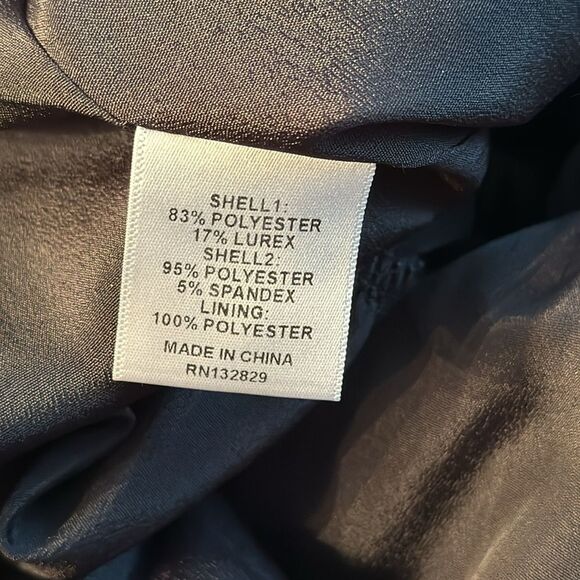 SHELL1:
83% POLYESTER
17% LUREX
SHELL2:
95% POLYESTER
5% SPANDEX
LINING:
100% POLYESTER
MADE IN CHINA
RN132829